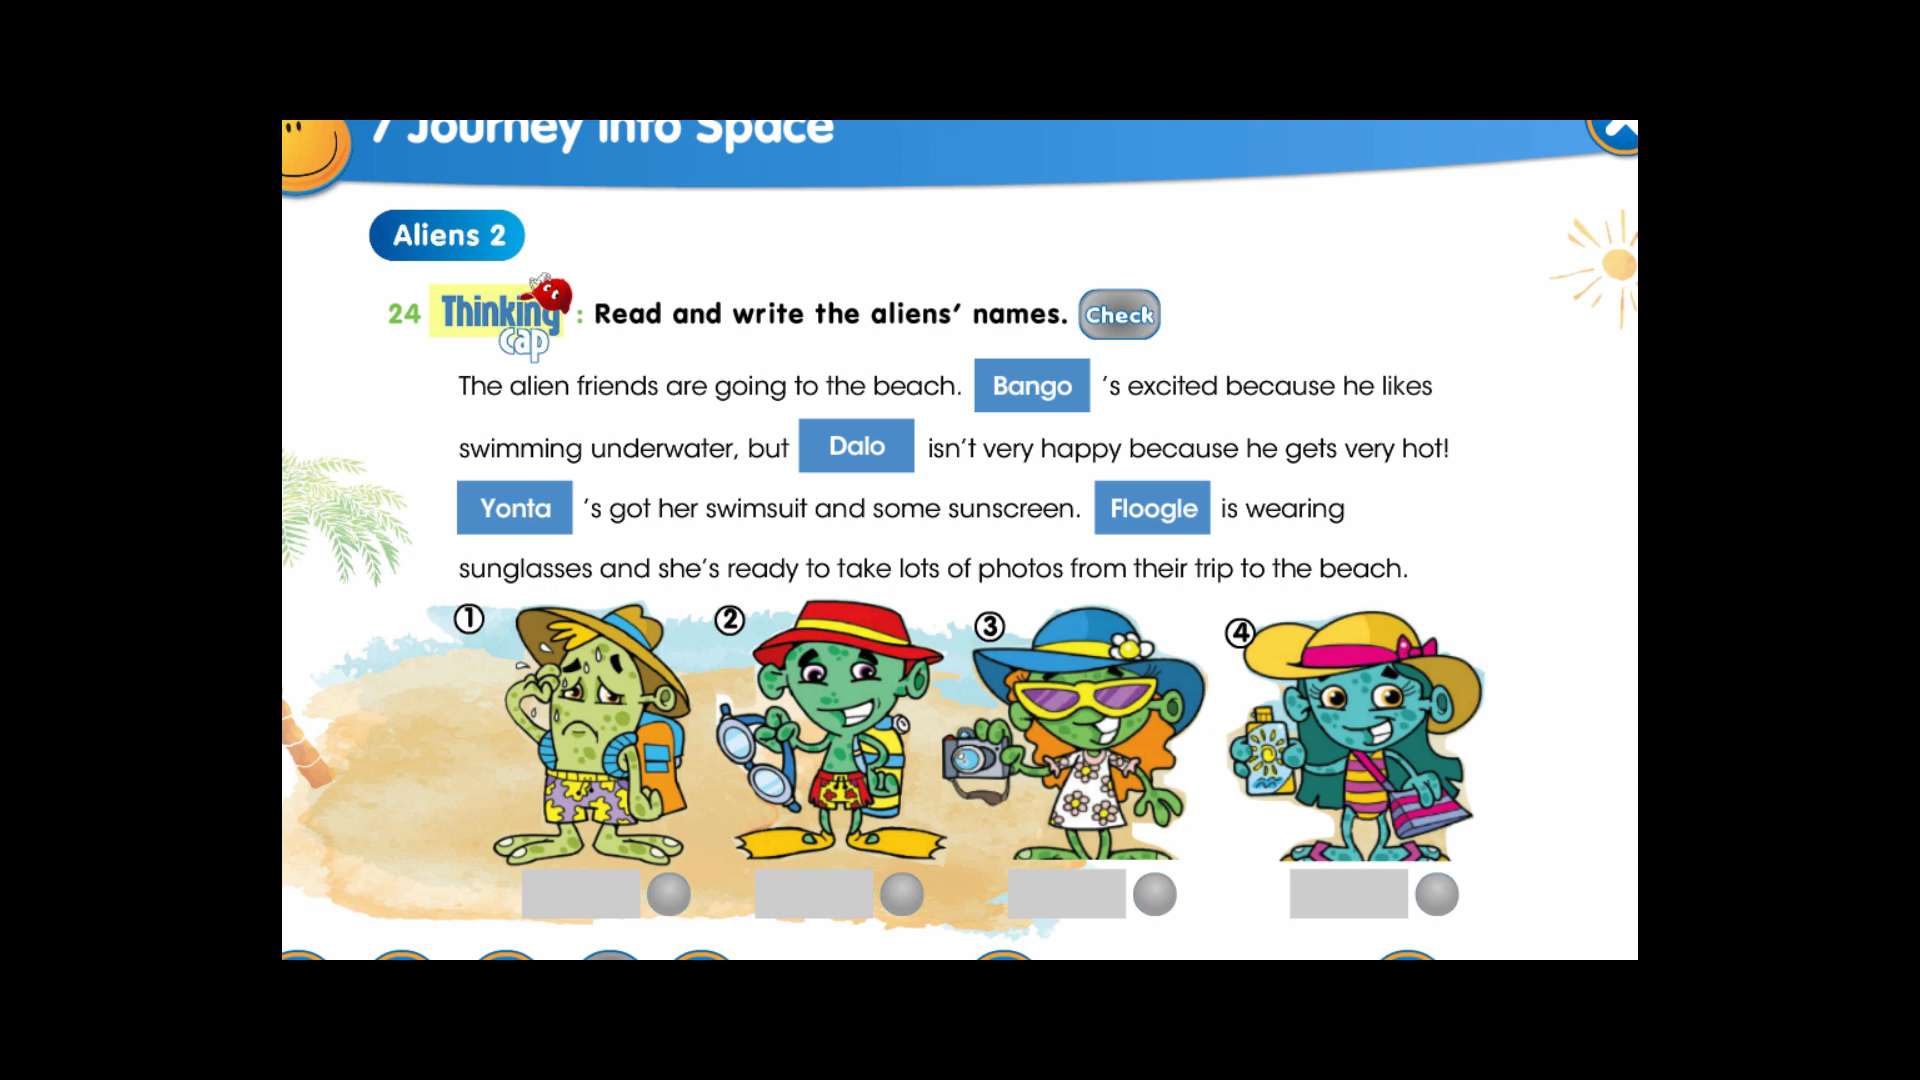 7 Journey into Space
Aliens 2
24 Thinking Cap : Read and write the aliens' names. Check
The alien friends are going to the beach. Bango 's excited because he likes
swimming underwater, but Dalo isn't very happy because he gets very hot!
Yonta 's got her swimsuit and some sunscreen. Floogle is wearing
sunglasses and she's ready to take lots of photos from their trip to the beach.
1 2 3 4